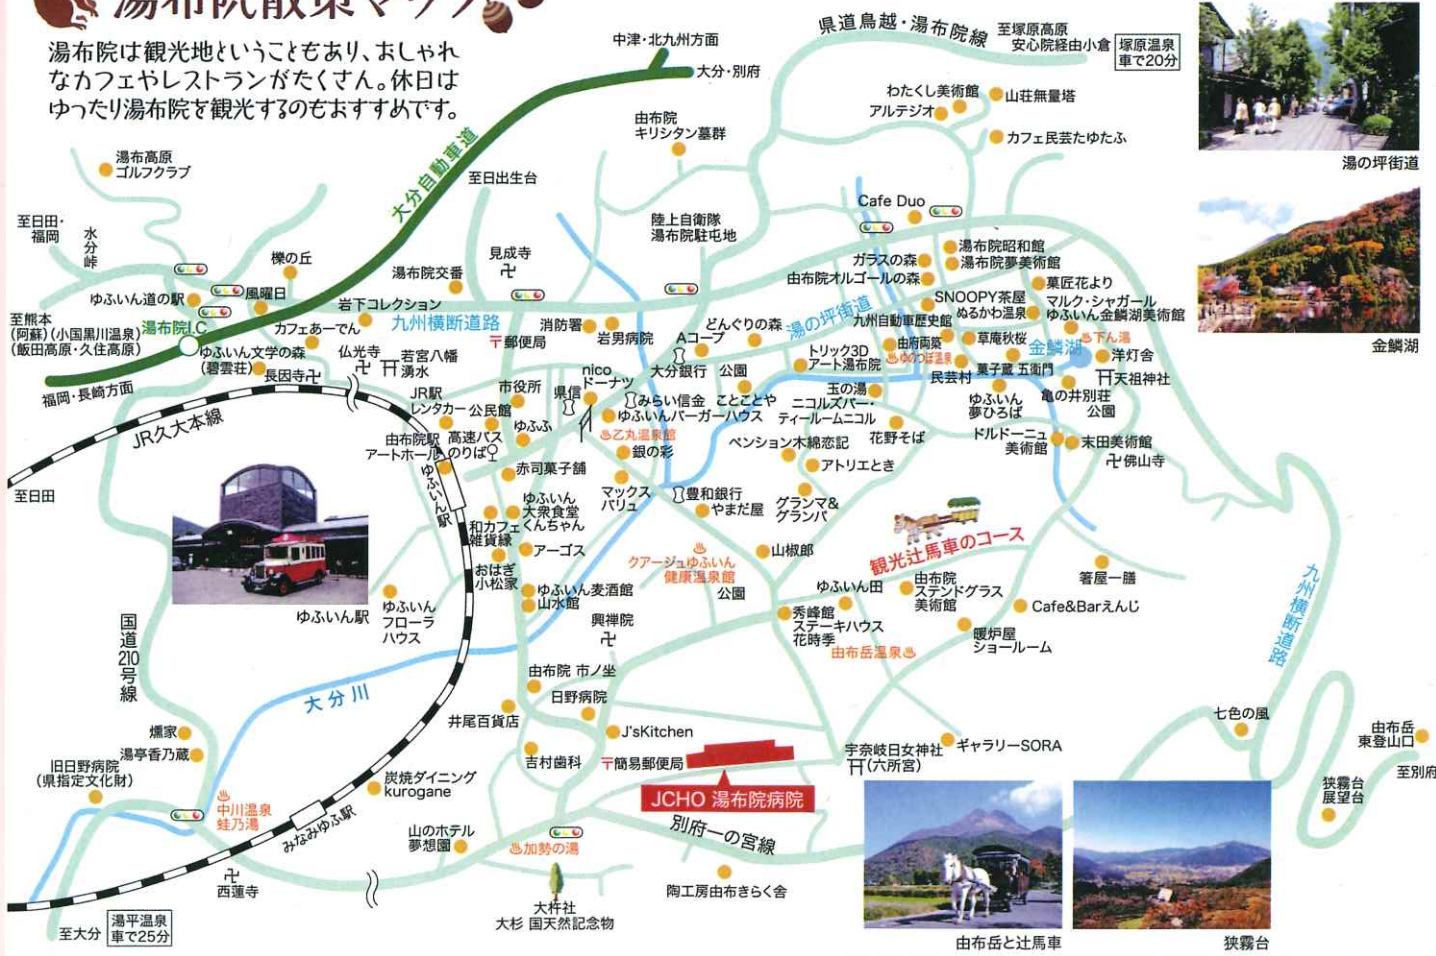 湯布院散策マップ
湯布院は観光地ということもあり、おしゃれ
なカフェやレストランがたくさん。休日は
ゆったり湯布院を観光するのもおすすめです。
中津・北九州方面
大分・別府
県道鳥越・湯布院線
至塚原高原
安心院経由小倉
塚原温泉
車で20分
わたくし美術館
アルテジオ
山荘無量塔
カフェ民芸たゆたふ
湯の坪街道
金鱗湖
湯布高原
ゴルフクラブ
大分自動車道
由布院
キリシタン墓群
至日出生台
至日田・
福岡
水分峠
陸上自衛隊
湯布院駐屯地
Cafe Duo
櫟の丘
湯布院交番
見成寺
湯布院昭和館
湯布院夢美術館
ガラスの森
由布院オルゴールの森
菓匠花より
ゆふいん道の駅
風曜日
岩下コレクション
九州横断道路
SNOOPY茶屋
ぬるかわ温泉
マルク・シャガール
ゆふいん金鱗湖美術館
至熊本
(阿蘇)(小国黒川温泉)
(飯田高原・久住高原)
湯布院I.C
カフェあーでん
〒郵便局
消防署
岩男病院
Aコープ
どんぐりの森
湯の坪街道
九州自動車歴史館
草庵秋桜
金鱗湖
下ん湯
ゆふいん文学の森
(碧雲荘)
長因寺
仏光寺
若宮八幡
湧水
大分銀行
公園
トリック3D
アート湯布院
由府両築
ゆのつぼ温泉
民芸村
菓子蔵 五衛門
洋灯舎
天祖神社
福岡・長崎方面
JR久大本線
JR駅
レンタカー
公民館
市役所
県信
nico
ドーナツ
みらい信金
ゆふいんバーガーハウス
ことことや
玉の湯
ニコルズバー・
ティールームニコル
ゆふいん
夢ひろば
亀の井別荘
公園
由布院駅
アートホール
高速バス
のりば
ゆふふ
乙丸温泉館
銀の彩
ペンション木綿恋記
花野そば
ドルドーニュ
美術館
末田美術館
佛山寺
至日田
ゆふいん駅
赤司菓子舗
マックス
バリュ
豊和銀行
やまだ屋
アトリエとき
グランマ&
グランパ
ゆふいん
大衆食堂
くんちゃん
和カフェ
雑貨縁
アーゴス
おはぎ
小松家
クアージュゆふいん
健康温泉館
公園
山椒郎
観光辻馬車のコース
箸屋一膳
ゆふいん駅
ゆふいん
フローラ
ハウス
ゆふいん麦酒館
山水館
興禅院
ゆふいん田
由布院
ステンドグラス
美術館
Cafe&Barえんじ
秀峰館
ステーキハウス
花時季
由布岳温泉
暖炉屋
ショールーム
九州横断道路
国道210号線
大分川
由布院 市ノ坐
日野病院
井尾百貨店
J'sKitchen
七色の風
由布岳
東登山口
至別府
燻家
湯亭香乃蔵
吉村歯科
〒簡易郵便局
宇奈岐日女神社
(六所宮)
ギャラリーSORA
旧日野病院
(県指定文化財)
炭焼ダイニング
kurogane
JCHO 湯布院病院
狭霧台
展望台
中川温泉
蛙乃湯
みなみゆふ駅
山のホテル
夢想園
加勢の湯
別府一の宮線
西蓮寺
大杵社
大杉 国天然記念物
陶工房由布きらく舎
至大分
湯平温泉
車で25分
由布岳と辻馬車
狭霧台